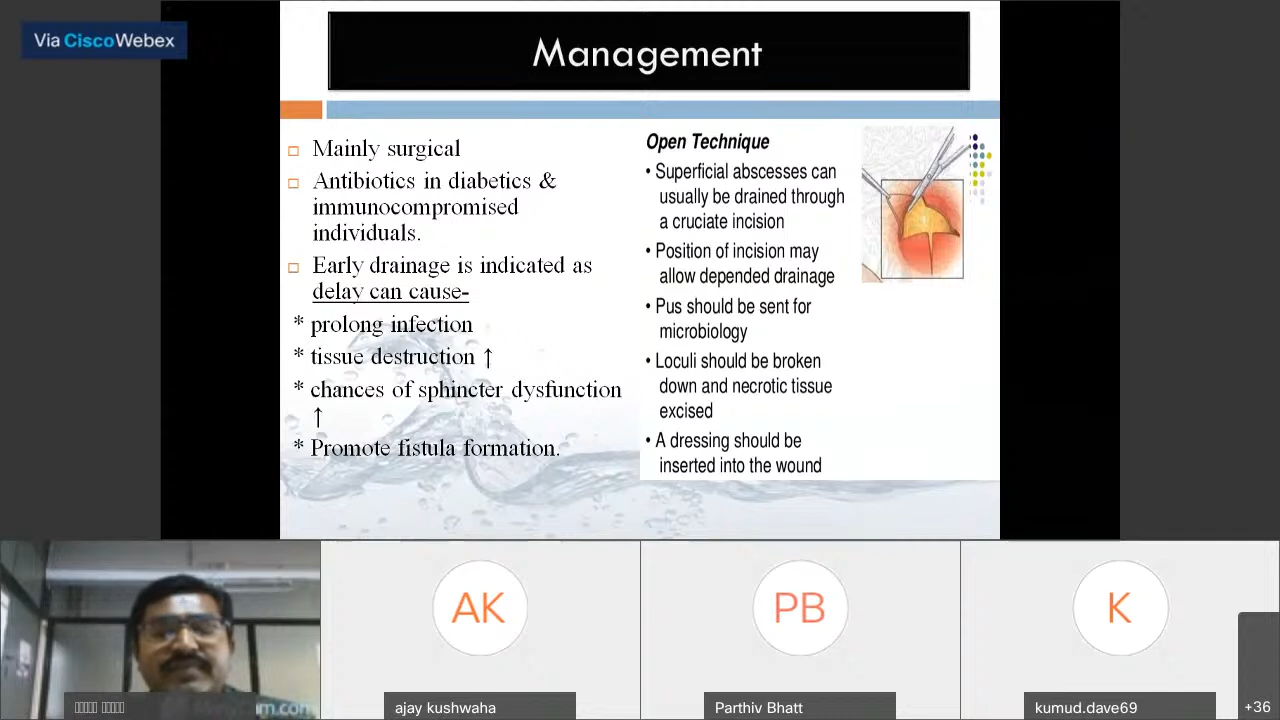 Via Cisco Webex
Management
□ Mainly surgical
□ Antibiotics in diabetics &
immunocompromised
individuals.
□ Early drainage is indicated as
delay can cause-
* prolong infection
* tissue destruction ↑
* chances of sphincter dysfunction
↑
* Promote fistula formation.
Open Technique
• Superficial abscesses can
usually be drained through
a cruciate incision
• Position of incision may
allow depended drainage
• Pus should be sent for
microbiology
• Loculi should be broken
down and necrotic tissue
excised
• A dressing should be
inserted into the wound
AK
PB
K
ajay kushwaha
Parthiv Bhatt
kumud.dave69
+36